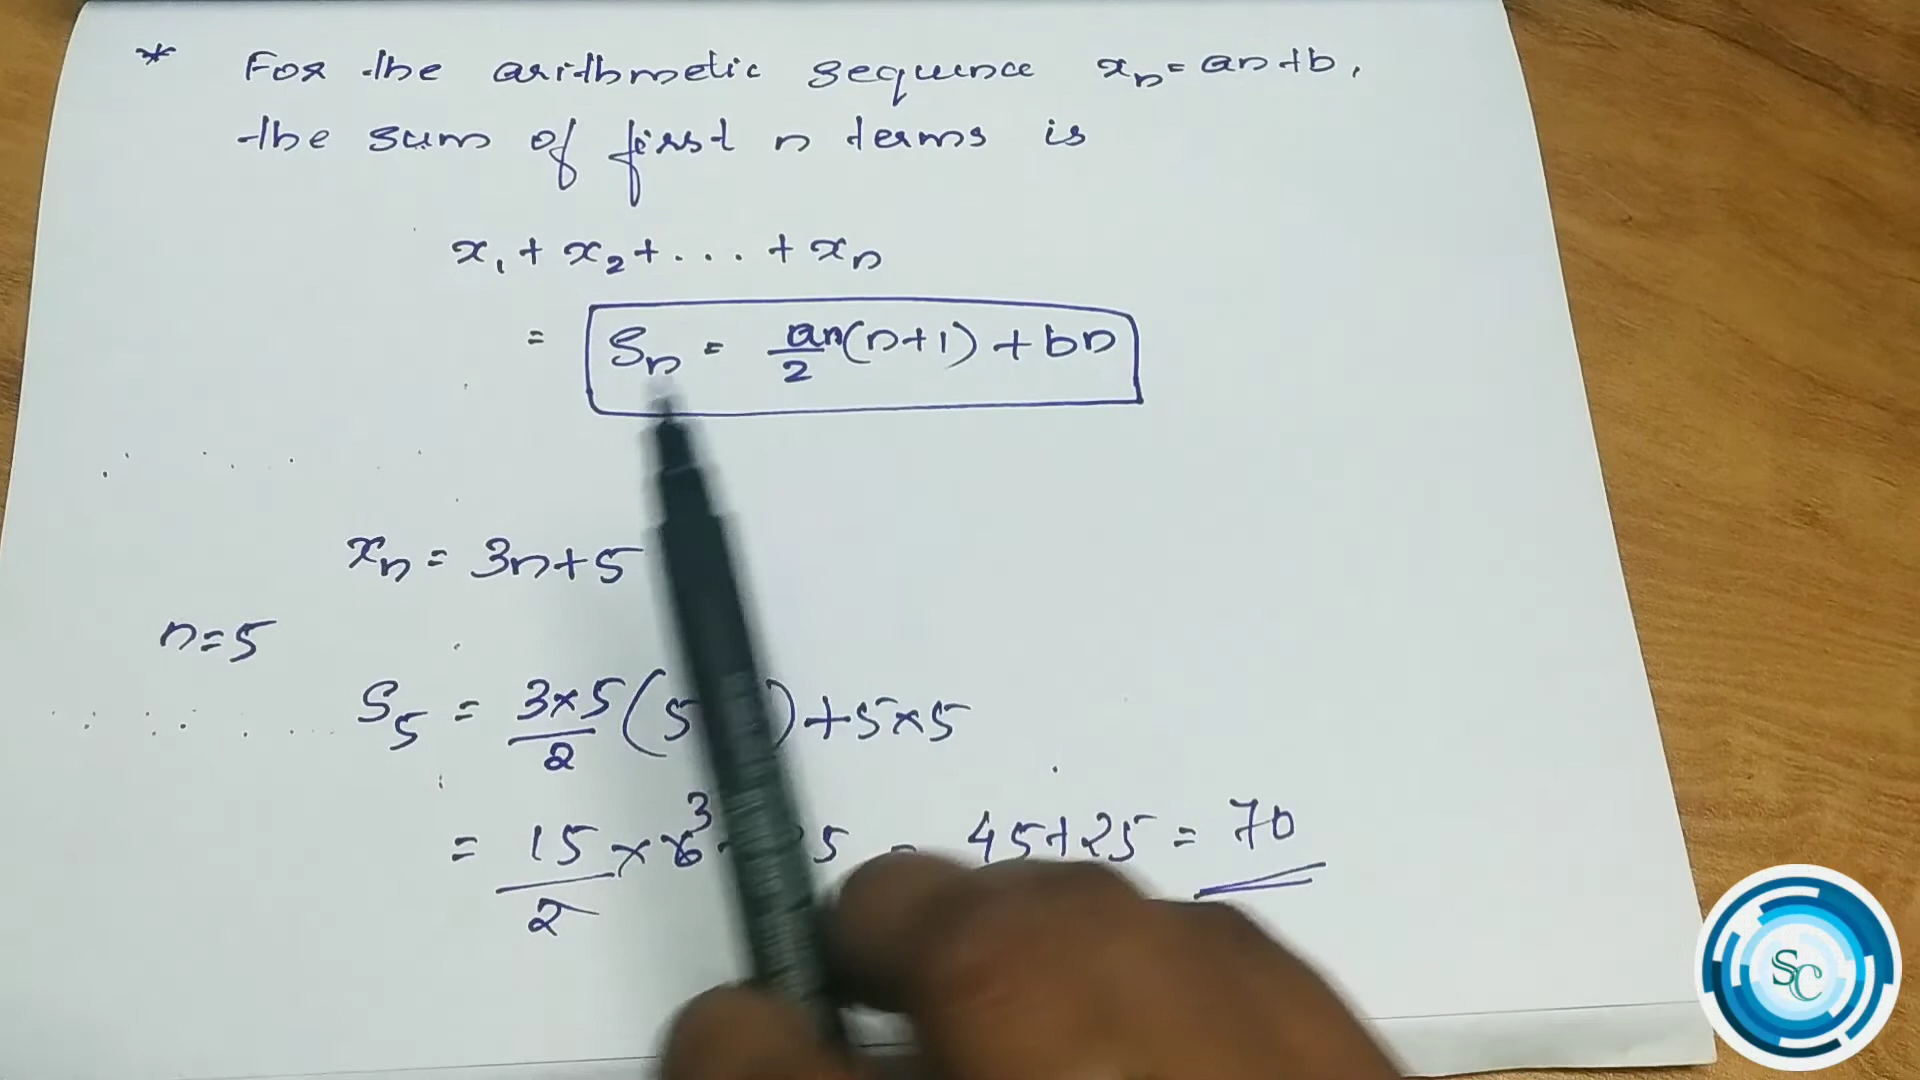 * For the arithmetic sequence xₙ = an+b,
the sum of first n terms is
x₁ + x₂ + ... + xₙ
= Sₙ = an/2 (n+1) + bn
xₙ = 3n+5
n=5
S₅ = 3×5/2 (5 ) + 5×5
= 15/2 × 6 3 5 = 45+25 = 70
SC